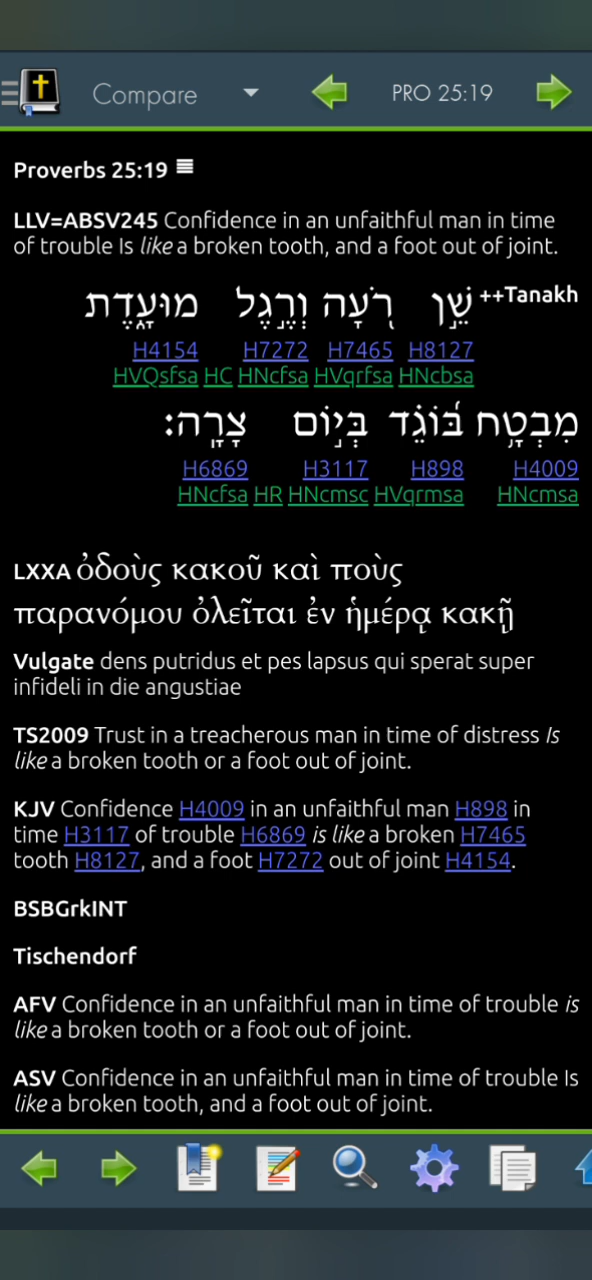 Compare
PRO 25:19
Proverbs 25:19
LLV=ABSV245 Confidence in an unfaithful man in time
of trouble Is like a broken tooth, and a foot out of joint.
++Tanakh שֵׁ֣ן רֹ֭עָה וְרֶ֣גֶל מוּעָ֑דֶת
H8127 H7465 H7272 H4154
HNcbsa HVqrfsa HNcfsa HC HVQsfsa
מִבְטָ֥ח בּ֝וֹגֵ֗ד בְּי֣וֹם צָרָֽה׃
H4009 H898 H3117 H6869
HNcmsa HVqrmsa HNcmsc HR HNcfsa
LXXA ὀδοὺς κακοῦ καὶ ποὺς
παρανόμου ὀλεῖται ἐν ἡμέρᾳ κακῇ
Vulgate dens putridus et pes lapsus qui sperat super
infideli in die angustiae
TS2009 Trust in a treacherous man in time of distress Is
like a broken tooth or a foot out of joint.
KJV Confidence H4009 in an unfaithful man H898 in
time H3117 of trouble H6869 is like a broken H7465
tooth H8127, and a foot H7272 out of joint H4154.
BSBGrkINT
Tischendorf
AFV Confidence in an unfaithful man in time of trouble is
like a broken tooth or a foot out of joint.
ASV Confidence in an unfaithful man in time of trouble Is
like a broken tooth, and a foot out of joint.